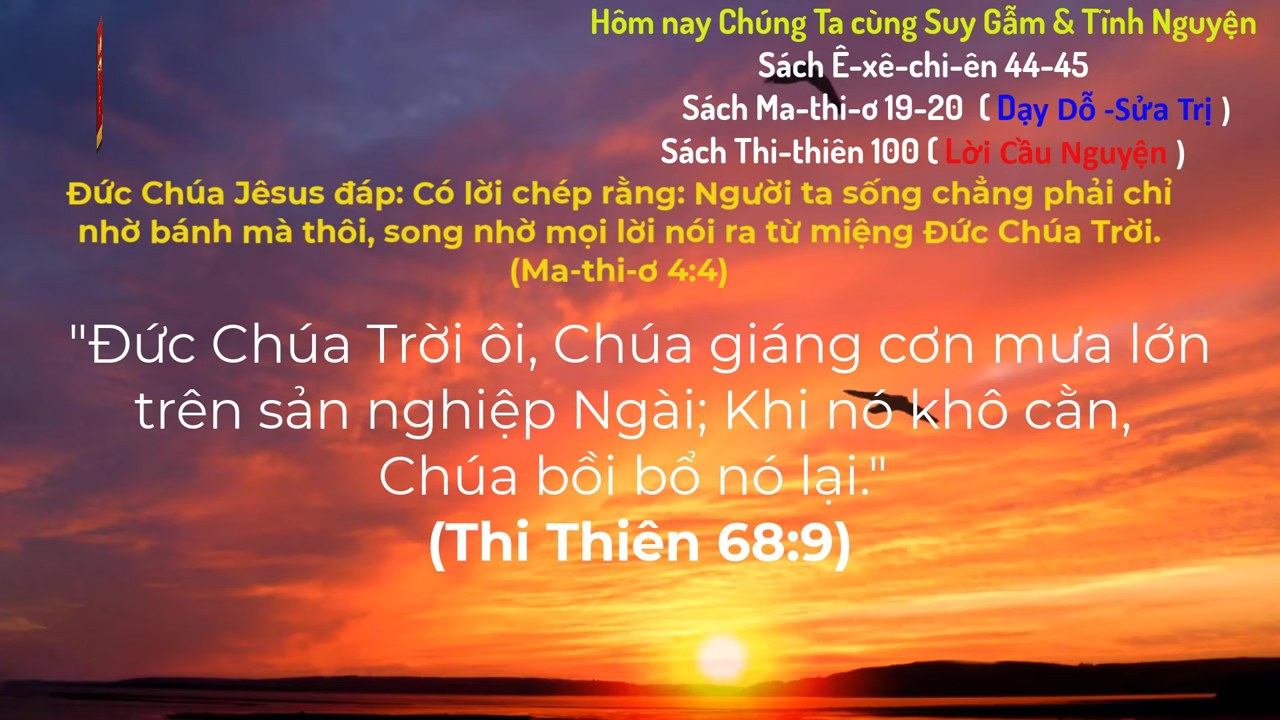 Hôm nay Chúng Ta cùng Suy Gẫm & Tĩnh Nguyện
Sách Ê-xê-chi-ên 44-45
Sách Ma-thi-ơ 19-20 ( Dạy Dỗ -Sửa Trị )
Sách Thi-thiên 100 ( Lời Cầu Nguyện )
Đức Chúa Jêsus đáp: Có lời chép rằng: Người ta sống chẳng phải chỉ
nhờ bánh mà thôi, song nhờ mọi lời nói ra từ miệng Đức Chúa Trời.
(Ma-thi-ơ 4:4)
"Đức Chúa Trời ôi, Chúa giáng cơn mưa lớn
trên sản nghiệp Ngài; Khi nó khô cằn,
Chúa bồi bổ nó lại."
(Thi Thiên 68:9)